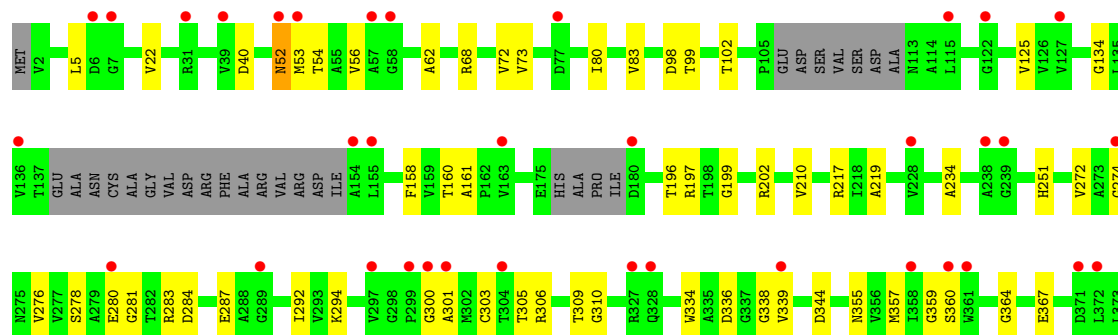 MET V2 L5 D6 G7 V22 R31 V39 D40 N52 M53 T54 A55 V56 A57 G58 A62 R68 V72 V73 D77 I80 V83 D98 T99 T102 P105 GLU ASP SER VAL SER ASP ALA N113 A114 L115 G122 V125 V126 V127 G134 L135
V136 T137 GLU ALA ASN CYS ALA GLY VAL ASP ARG PHE ALA ARG VAL ARG ASP ILE A154 L155 F158 V159 T160 A161 P162 V163 E175 HIS ALA PRO ILE D180 T196 R197 T198 G199 R202 V210 R217 I218 A219 V228 A234 A238 G239 H251 V272 A273 G274
N275 V276 V277 S278 A279 E280 G281 T282 R283 D284 E287 A288 G289 I292 V293 K294 V297 G298 P299 G300 A301 M302 C303 T304 T305 R306 T309 G310 R327 Q328 W334 A335 D336 G337 G338 V339 D344 N355 V356 M357 I358 G359 S360 W361 G364 E367 D371 L372